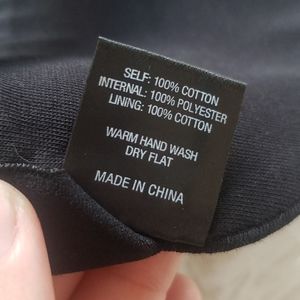 SELF: 100% COTTON
INTERNAL: 100% POLYESTER
LINING: 100% COTTON
WARM HAND WASH
DRY FLAT
MADE IN CHINA